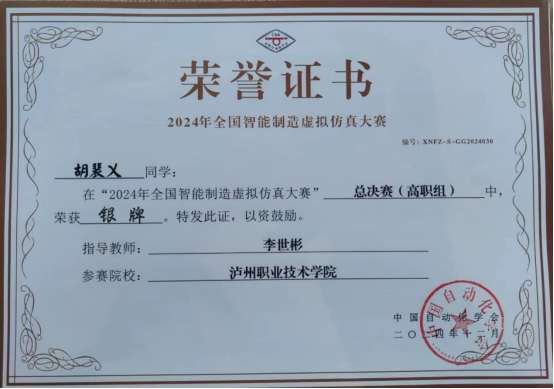 CAA
荣誉证书
2024年全国智能制造虚拟仿真大赛
编号：XNFZ-S-GG2024030
胡裴义 同学：
在“2024年全国智能制造虚拟仿真大赛” 总决赛（高职组） 中，
荣获 银牌 。特发此证，以资鼓励。
指导教师： 李世彬
参赛院校： 泸州职业技术学院
中国自动化学会
二〇二四年十二月